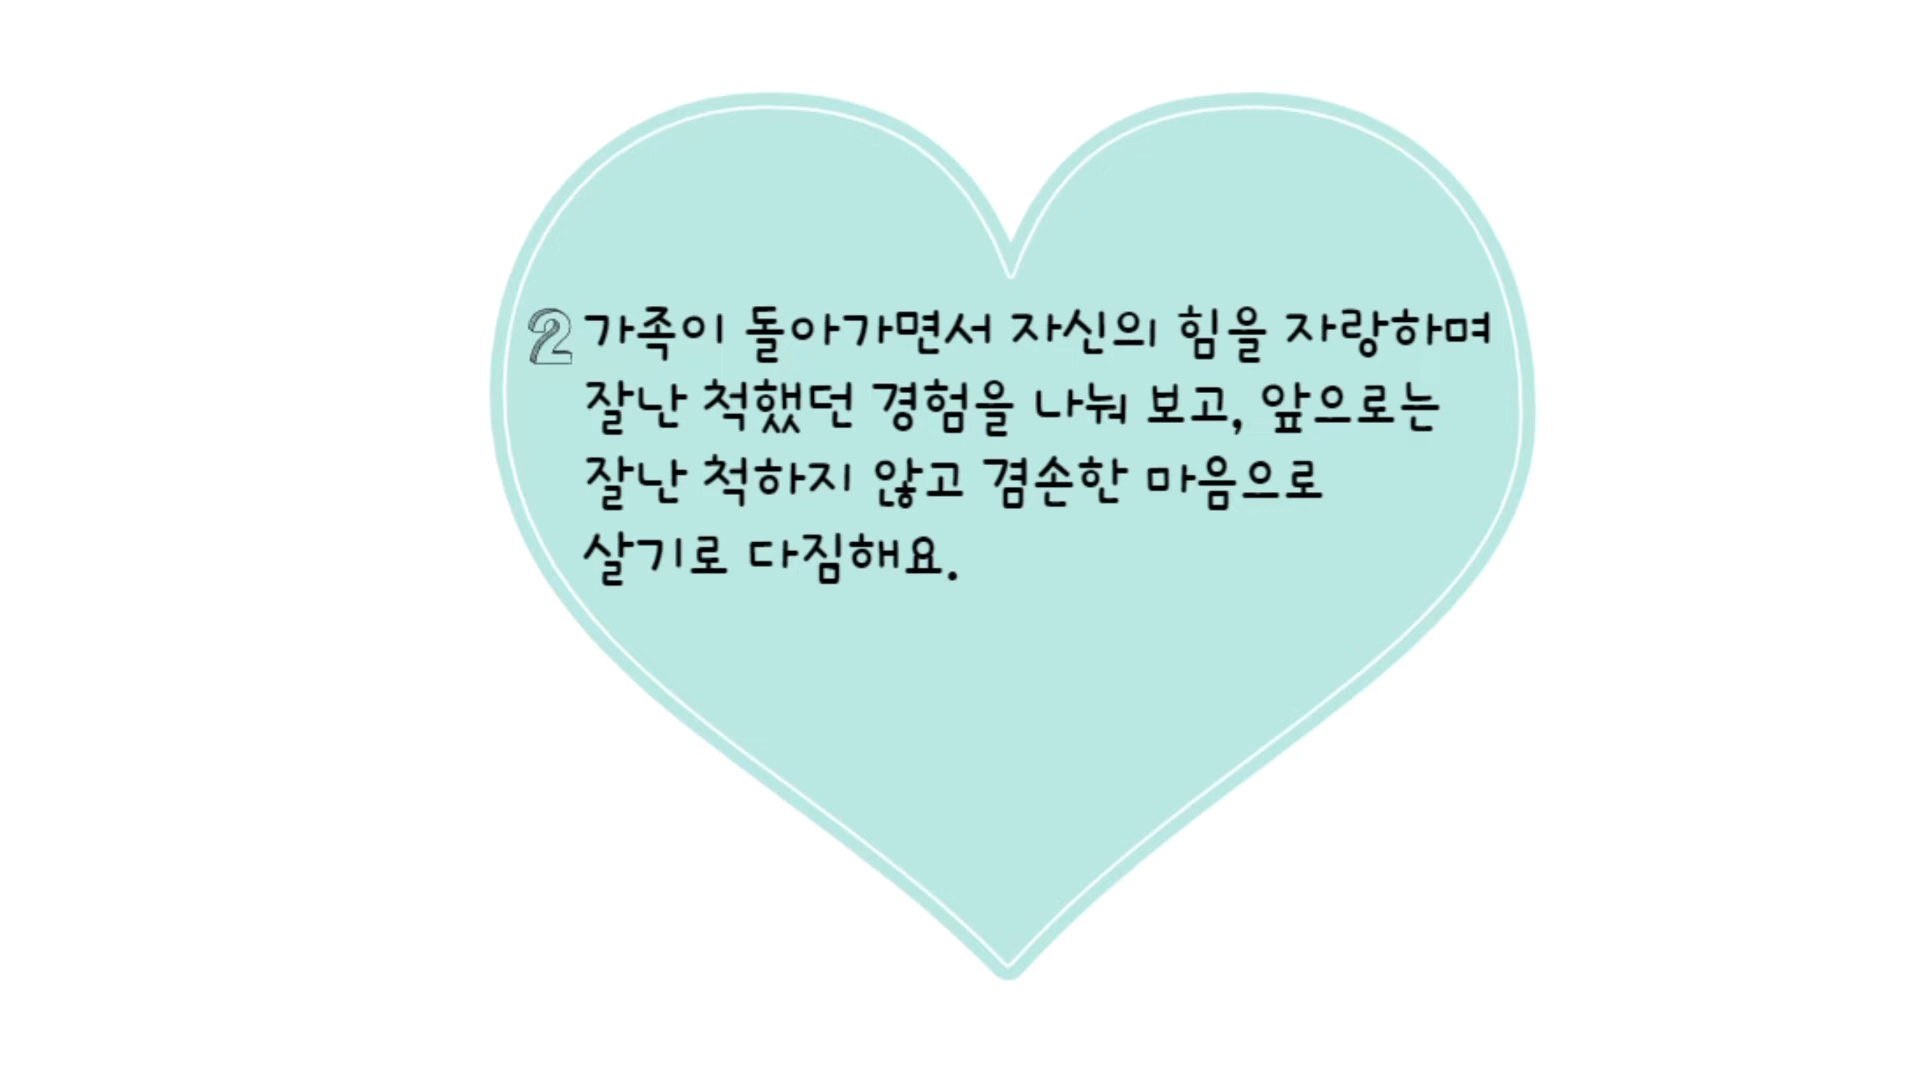 2 가족이 돌아가면서 자신의 힘을 자랑하며
잘난 척했던 경험을 나눠 보고, 앞으로는
잘난 척하지 않고 겸손한 마음으로
살기로 다짐해요.